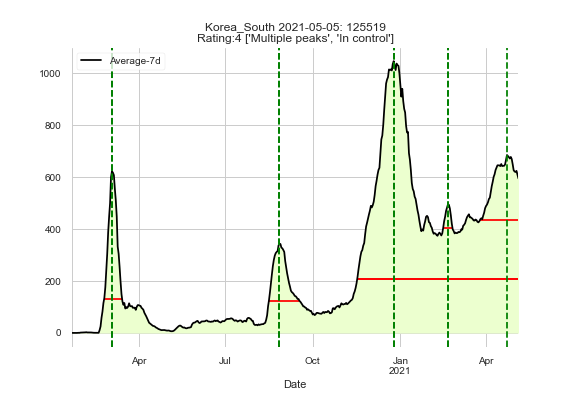 Korea_South 2021-05-05: 125519
Rating:4 ['Multiple peaks', 'In control']
Average-7d
1000
800
600
400
200
0
Apr
Jul
Oct
Jan
2021
Apr
Date